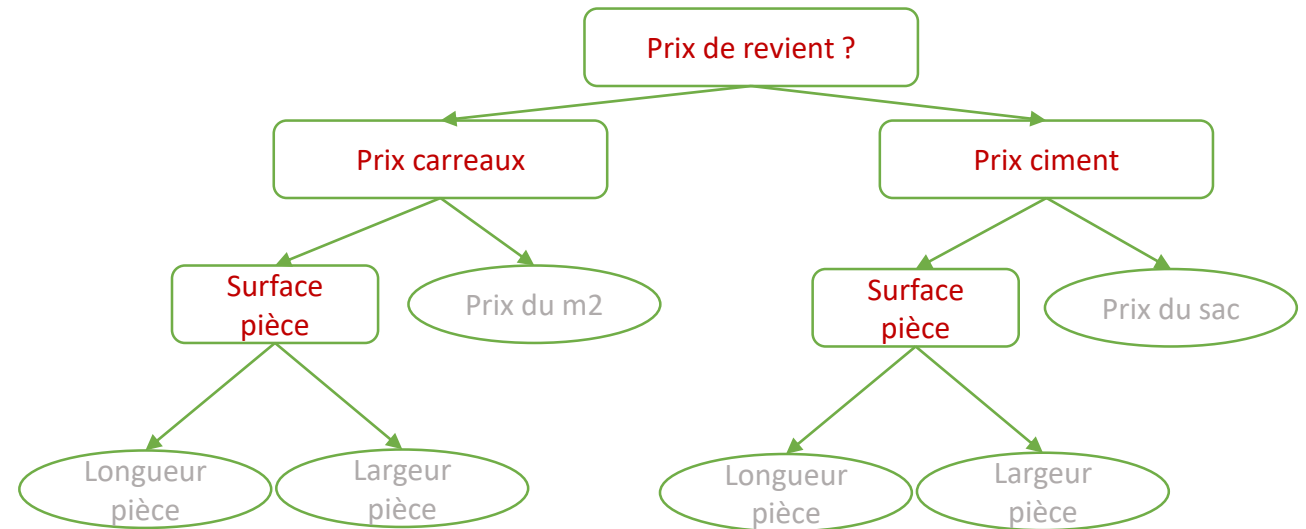 Prix de revient ?
Prix carreaux
Prix ciment
Surface
pièce
Prix du m2
Surface
pièce
Prix du sac
Longueur
pièce
Largeur
pièce
Longueur
pièce
Largeur
pièce